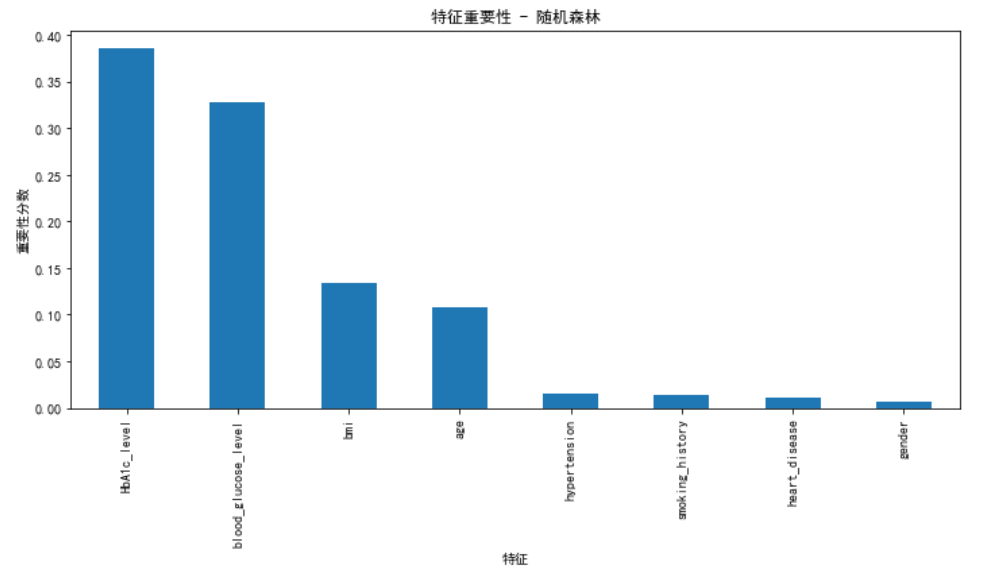 特征重要性 - 随机森林
重要性分数
0.40
0.35
0.30
0.25
0.20
0.15
0.10
0.05
0.00
HbA1c_level
blood_glucose_level
bmi
age
hypertension
smoking_history
heart_disease
gender
特征